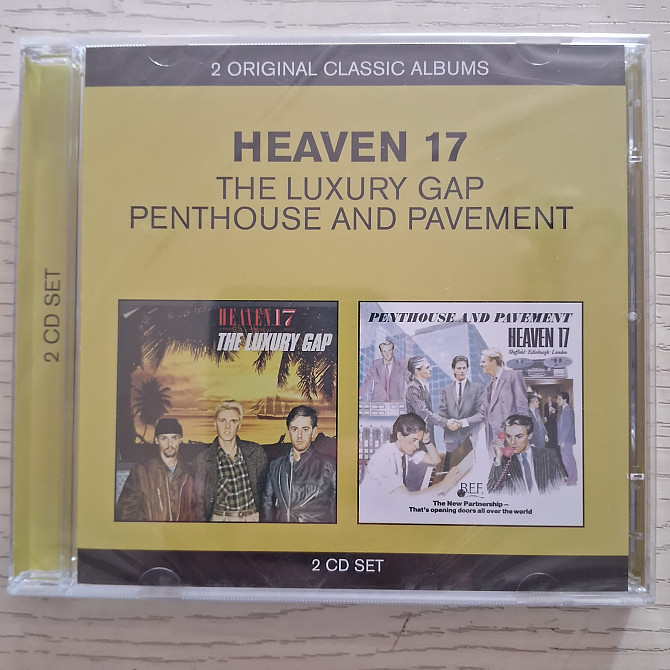 2 ORIGINAL CLASSIC ALBUMS
HEAVEN 17
THE LUXURY GAP
PENTHOUSE AND PAVEMENT
2 CD SET
HEAVEN 17
THE LUXURY GAP
PENTHOUSE AND PAVEMENT
HEAVEN 17
Sheffield · Edinburgh · London
B.E.F.
The New Partnership –
That's opening doors all over the world
2 CD SET